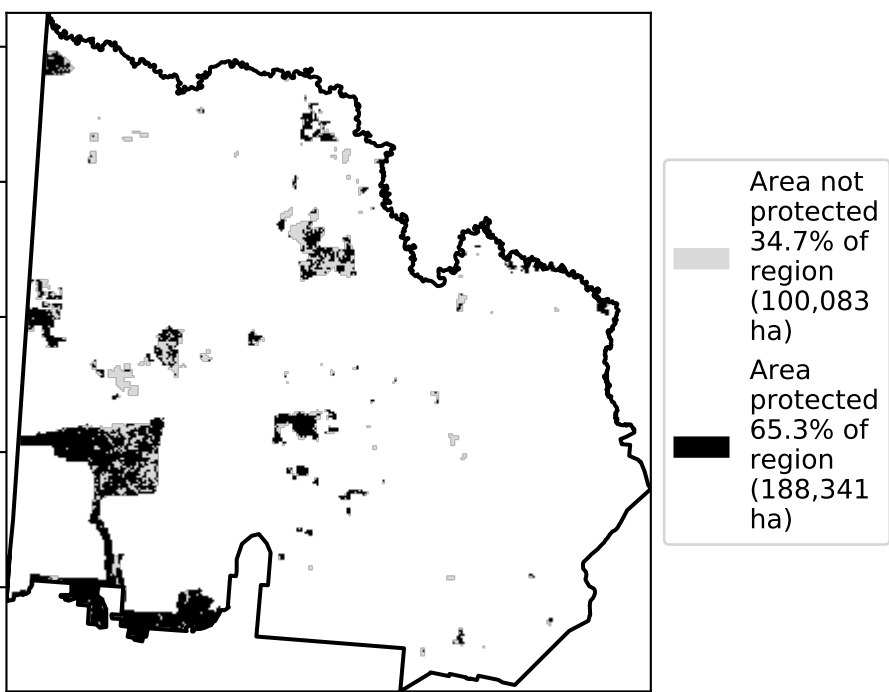 Area not
protected
34.7% of
region
(100,083
ha)
Area
protected
65.3% of
region
(188,341
ha)